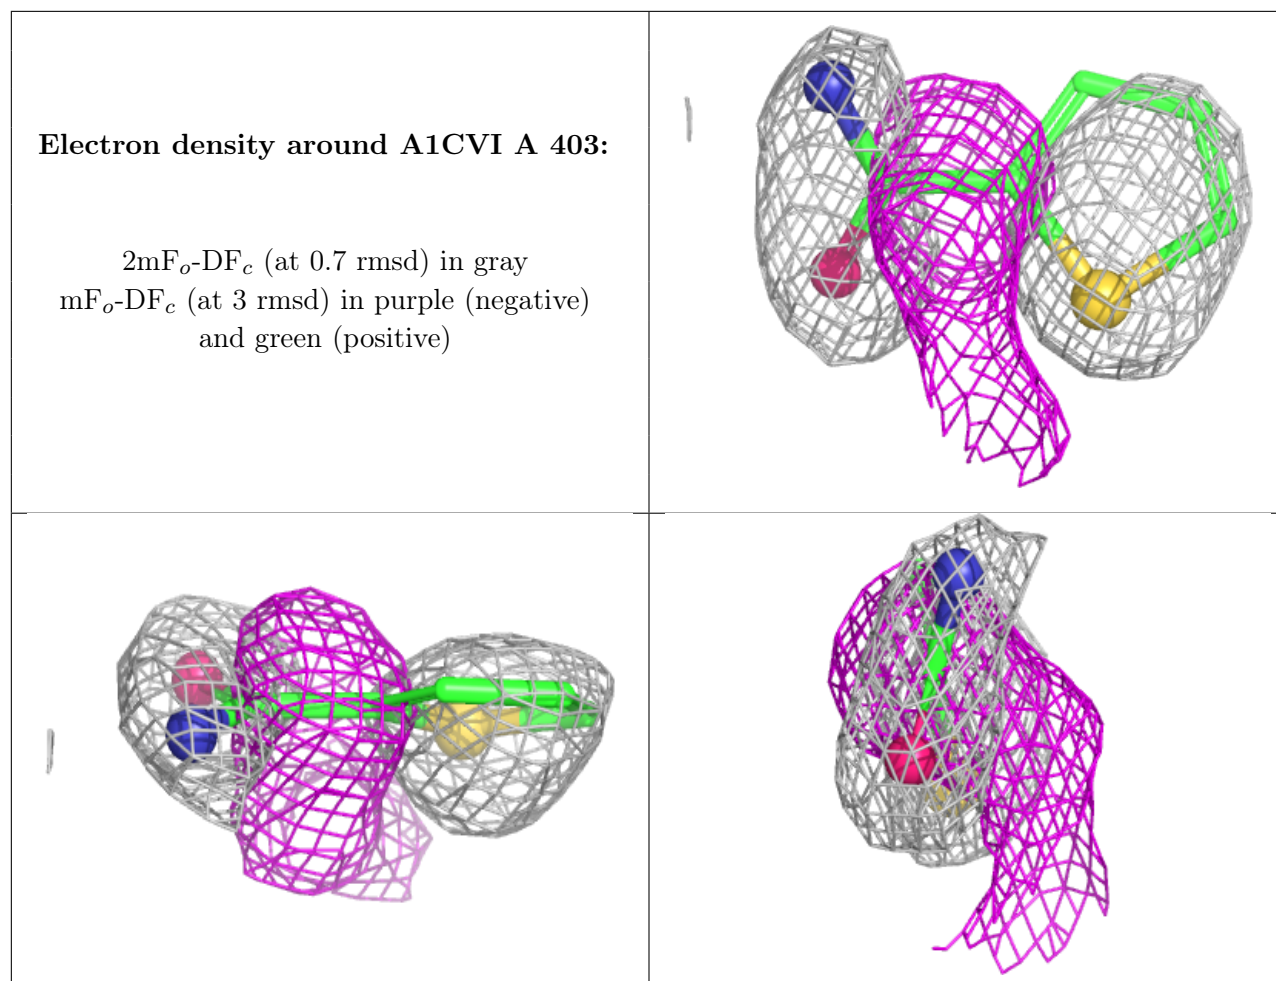 Electron density around A1CVI A 403:
2mFo-DFc (at 0.7 rmsd) in gray
mFo-DFc (at 3 rmsd) in purple (negative)
and green (positive)